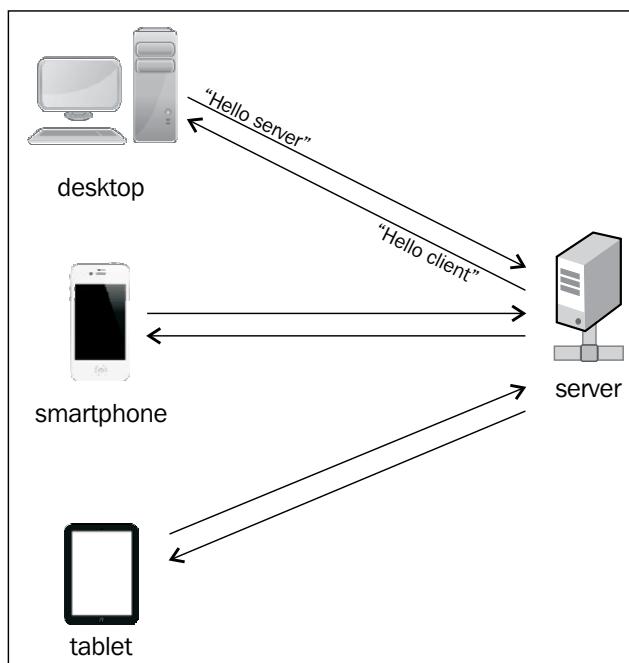 desktop
“Hello server”
“Hello client”
smartphone
server
tablet